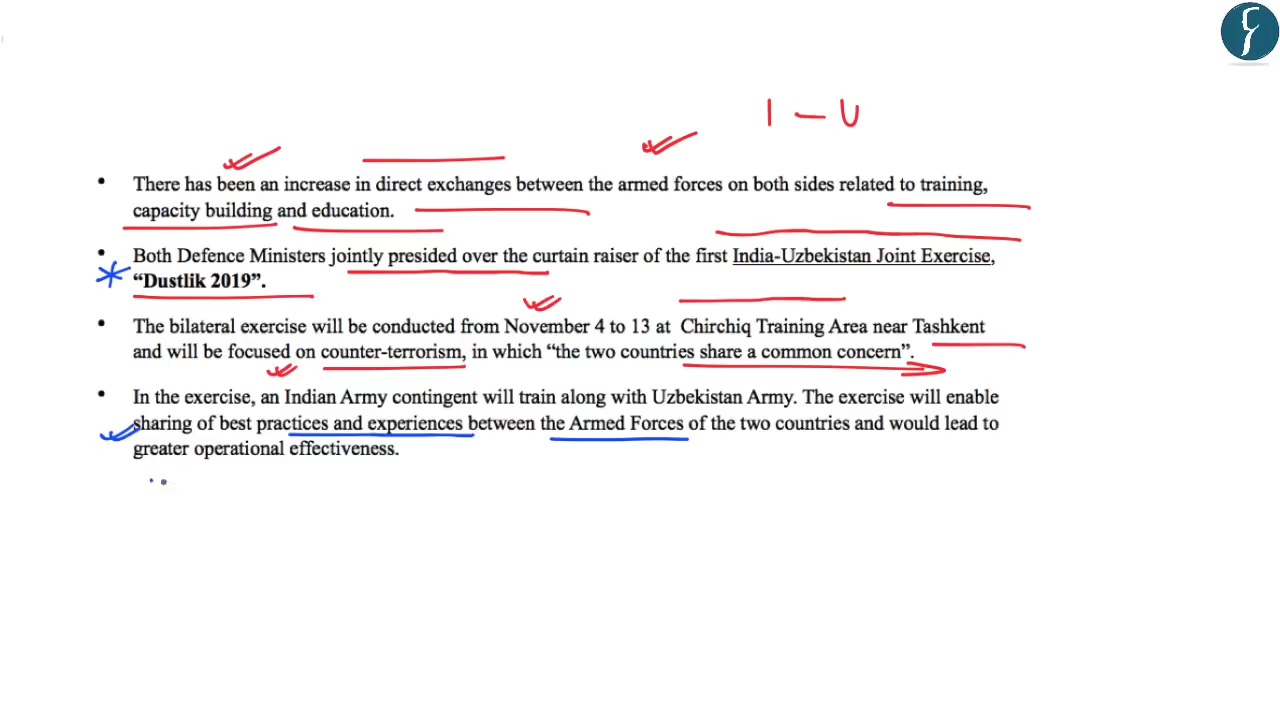 I - U
• There has been an increase in direct exchanges between the armed forces on both sides related to training,
capacity building and education.
• Both Defence Ministers jointly presided over the curtain raiser of the first India-Uzbekistan Joint Exercise,
“Dustlik 2019”.
• The bilateral exercise will be conducted from November 4 to 13 at Chirchiq Training Area near Tashkent
and will be focused on counter-terrorism, in which “the two countries share a common concern”.
• In the exercise, an Indian Army contingent will train along with Uzbekistan Army. The exercise will enable
sharing of best practices and experiences between the Armed Forces of the two countries and would lead to
greater operational effectiveness.